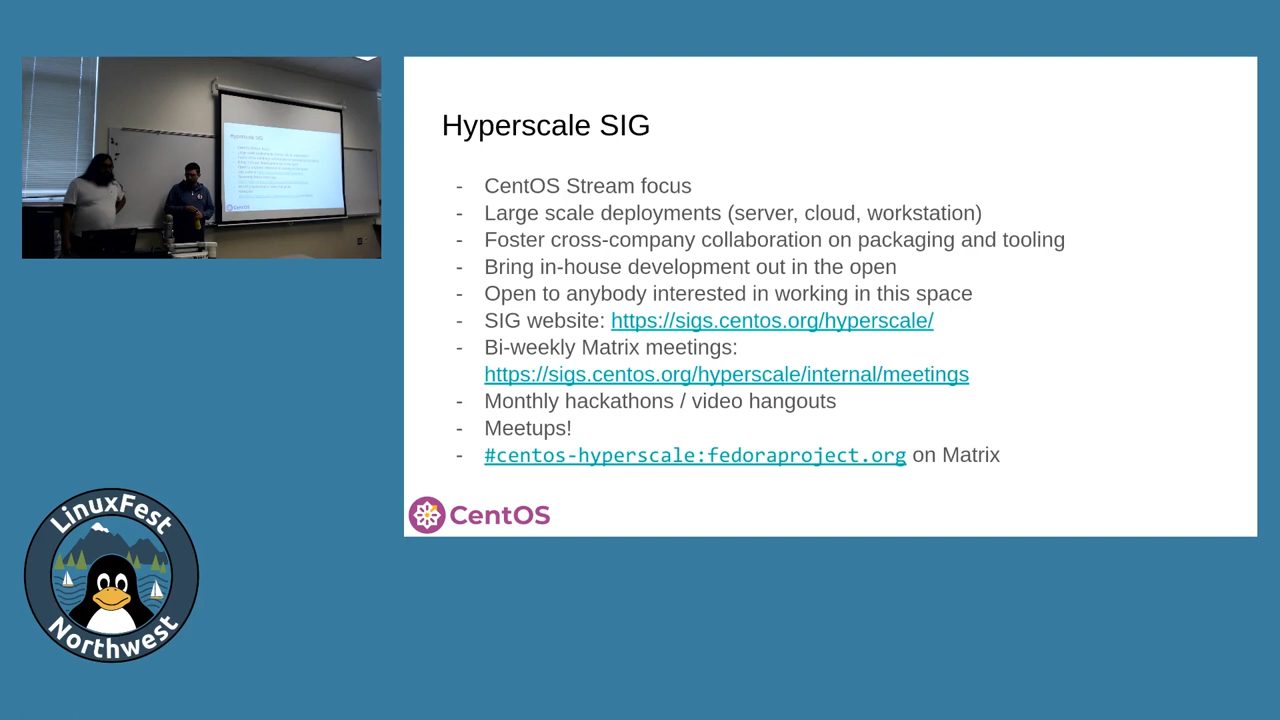 Hyperscale SIG
- CentOS Stream focus
- Large scale deployments (server, cloud, workstation)
- Foster cross-company collaboration on packaging and tooling
- Bring in-house development out in the open
- Open to anybody interested in working in this space
- SIG website: https://sigs.centos.org/hyperscale/
- Bi-weekly Matrix meetings:
https://sigs.centos.org/hyperscale/internal/meetings
- Monthly hackathons / video hangouts
- Meetups!
- #centos-hyperscale:fedoraproject.org on Matrix
CentOS
LinuxFest
Northwest